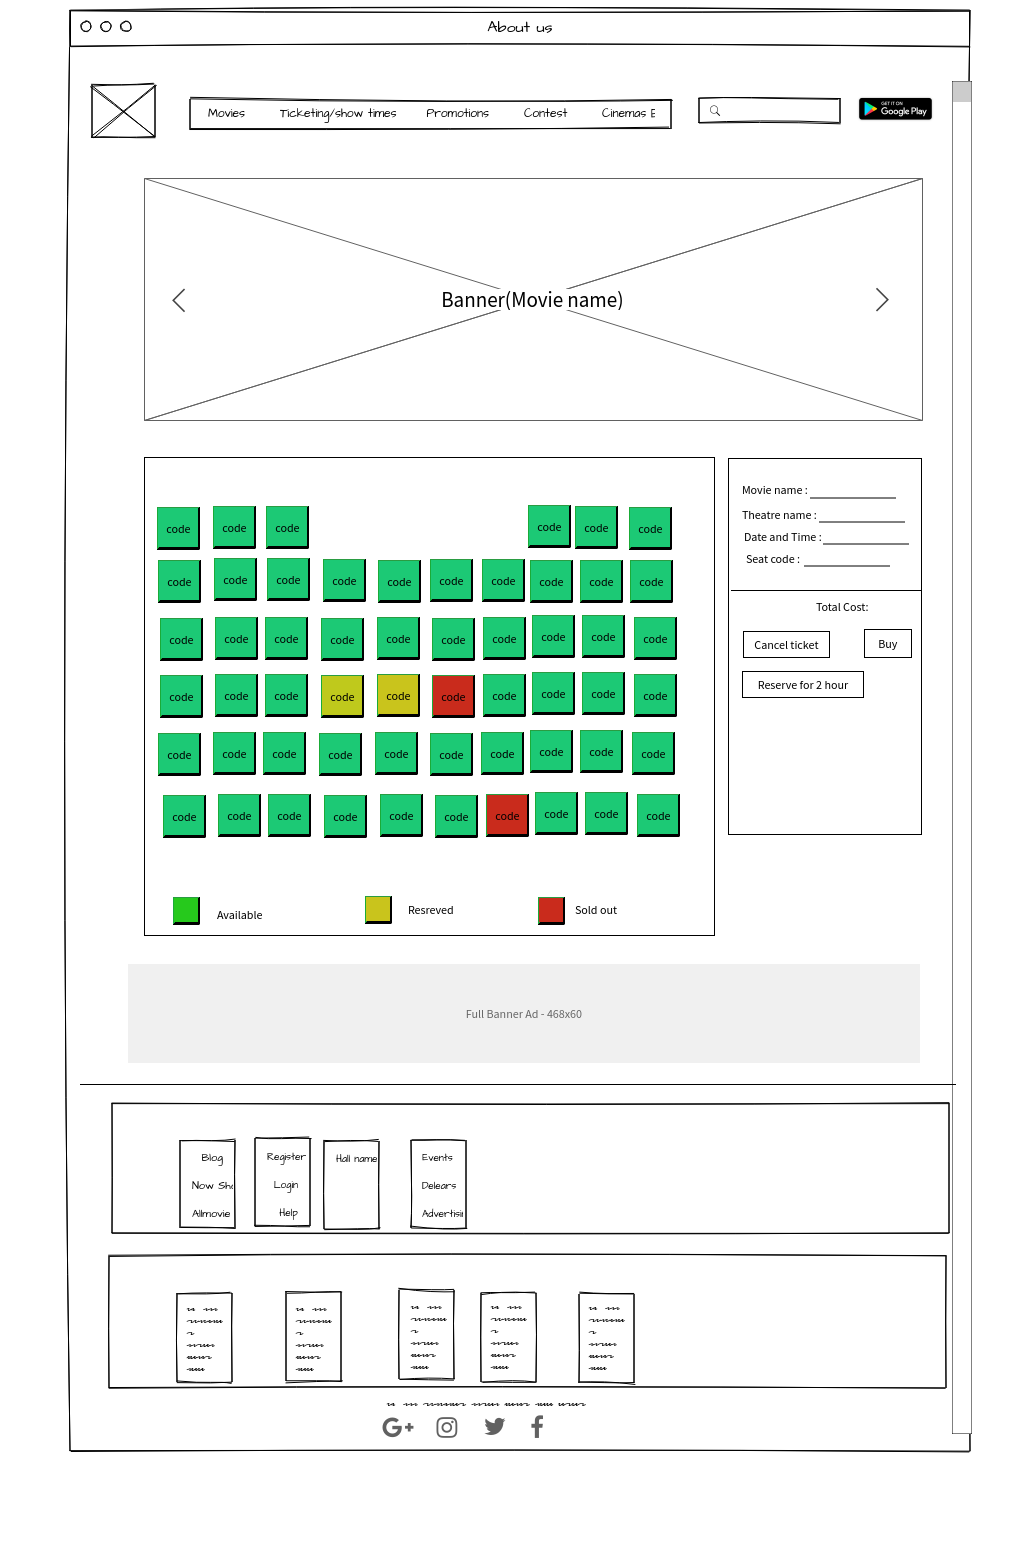 About us
Movies Ticketing/show times Promotions Contest Cinemas E
GET IT ON
Google Play
Banner(Movie name)
code code code code code code
code code code code code code code code code code
code code code code code code code code code code
code code code code code code code code code code
code code code code code code code code code code
code code code code code code code code code code
Available Resreved Sold out
Movie name :
Theatre name :
Date and Time :
Seat code :
Total Cost:
Cancel ticket Buy
Reserve for 2 hour
Full Banner Ad - 468x60
Blog
Now Sho
Allmovie
Register
Login
Help
Hall name
Events
Delears
Advertisin